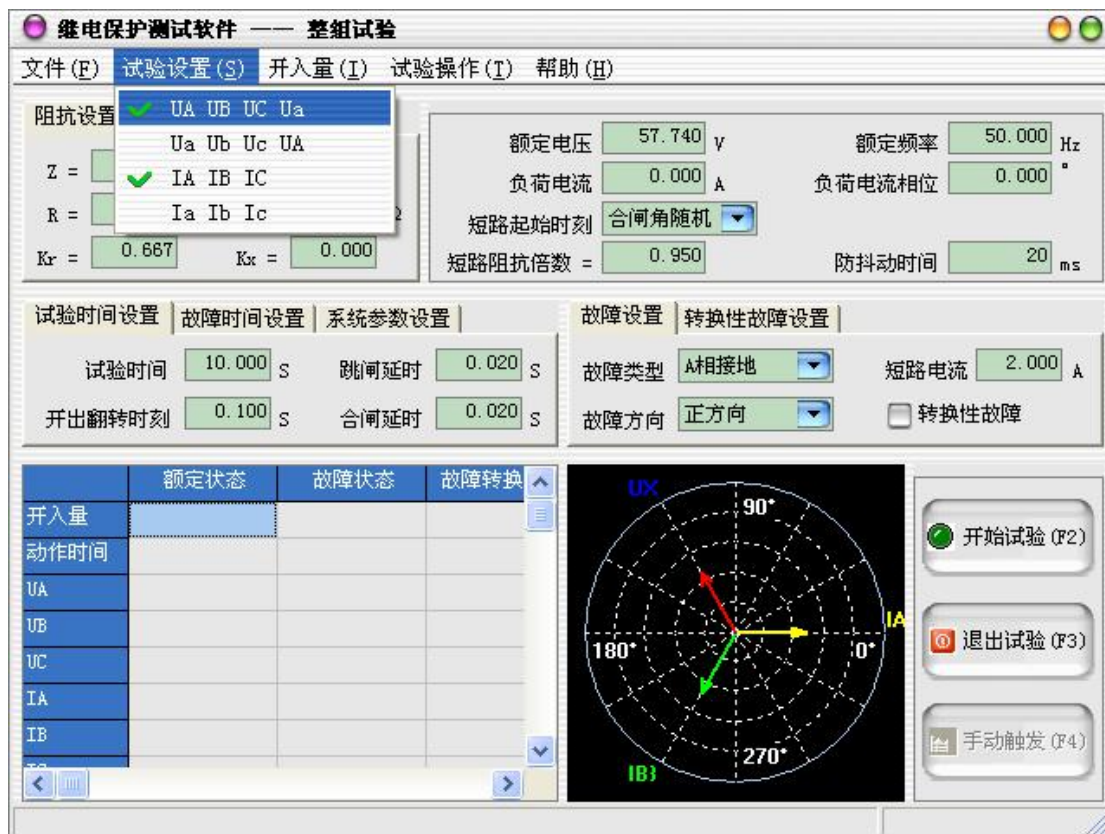 继电保护测试软件 —— 整组试验
文件(F) 试验设置(S) 开入量(I) 试验操作(T) 帮助(H)
阻抗设置
UA UB UC Ua
Ua Ub Uc UA
IA IB IC
Ia Ib Ic
Z =
R =
Kr = 0.667 Kx = 0.000
额定电压 57.740 V 额定频率 50.000 Hz
负荷电流 0.000 A 负荷电流相位 0.000 °
短路起始时刻 合闸角随机
短路阻抗倍数 = 0.950 防抖动时间 20 ms
试验时间设置 故障时间设置 系统参数设置
试验时间 10.000 S 跳闸延时 0.020 S
开出翻转时刻 0.100 S 合闸延时 0.020 S
故障设置 转换性故障设置
故障类型 A相接地 短路电流 2.000 A
故障方向 正方向 转换性故障
额定状态 故障状态 故障转换
开入量
动作时间
UA
UB
UC
IA
IB
UX
90°
IA
180° 0°
270°
IB}
开始试验(F2)
退出试验(F3)
手动触发(F4)